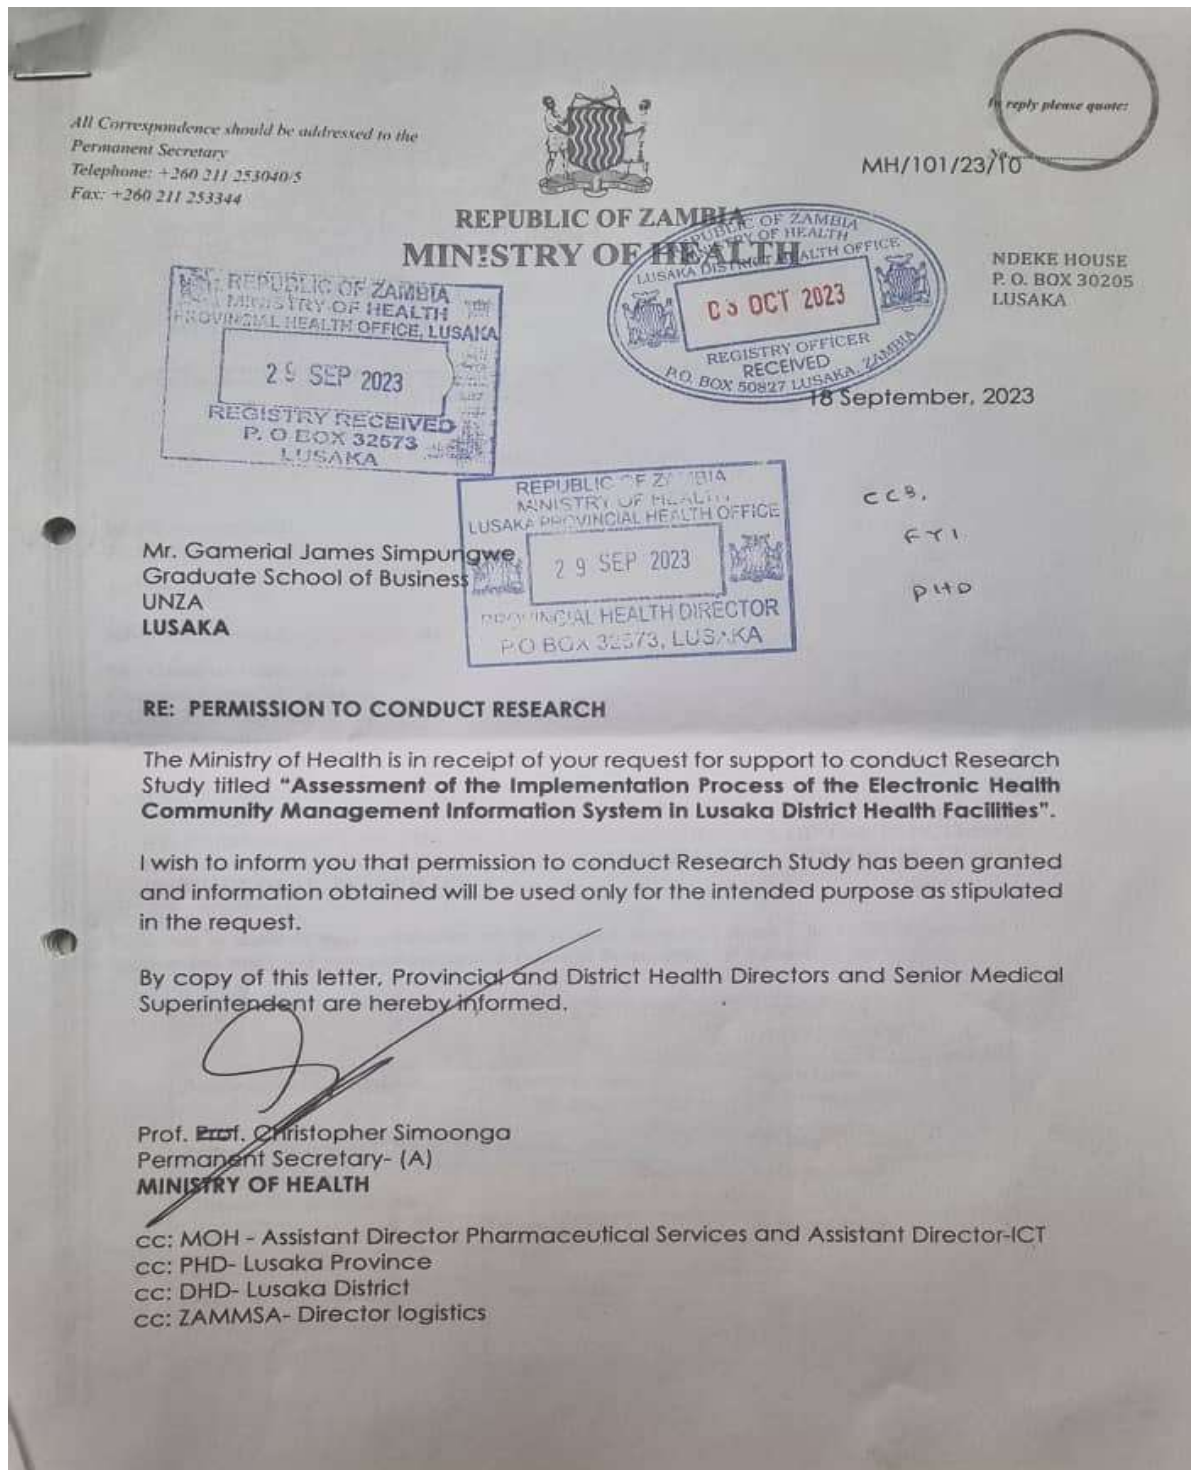 All Correspondence should be addressed to the
Permanent Secretary
Telephone: +260 211 253040/5
Fax: +260 211 253344
In reply please quote:
MH/101/23/10
No
REPUBLIC OF ZAMBIA
MINISTRY OF HEALTH
NDEKE HOUSE
P. O. BOX 30205
LUSAKA
REPUBLIC OF ZAMBIA
MINISTRY OF HEALTH
LUSAKA DISTRICT HEALTH OFFICE
OCT 2023
REGISTRY OFFICER
RECEIVED
P.O. BOX 50827 LUSAKA, ZAMBIA
REPUBLIC OF ZAMBIA
MINISTRY OF HEALTH
PROVINCIAL HEALTH OFFICE, LUSAKA
29 SEP 2023
REGISTRY RECEIVED
P. O BOX 32573
LUSAKA
18 September, 2023
REPUBLIC OF ZAMBIA
MINISTRY OF HEALTH
LUSAKA PROVINCIAL HEALTH OFFICE
29 SEP 2023
PROVINCIAL HEALTH DIRECTOR
P.O BOX 32573, LUSAKA
CCB,
FYI
PHD
Mr. Gamerial James Simpungwe
Graduate School of Business
UNZA
LUSAKA
RE: PERMISSION TO CONDUCT RESEARCH
The Ministry of Health is in receipt of your request for support to conduct Research
Study titled “Assessment of the Implementation Process of the Electronic Health
Community Management Information System in Lusaka District Health Facilities”.
I wish to inform you that permission to conduct Research Study has been granted
and information obtained will be used only for the intended purpose as stipulated
in the request.
By copy of this letter, Provincial and District Health Directors and Senior Medical
Superintendent are hereby informed.
Prof. Prof. Christopher Simoonga
Permanent Secretary- (A)
MINISTRY OF HEALTH
cc: MOH - Assistant Director Pharmaceutical Services and Assistant Director-ICT
cc: PHD- Lusaka Province
cc: DHD- Lusaka District
cc: ZAMMSA- Director logistics